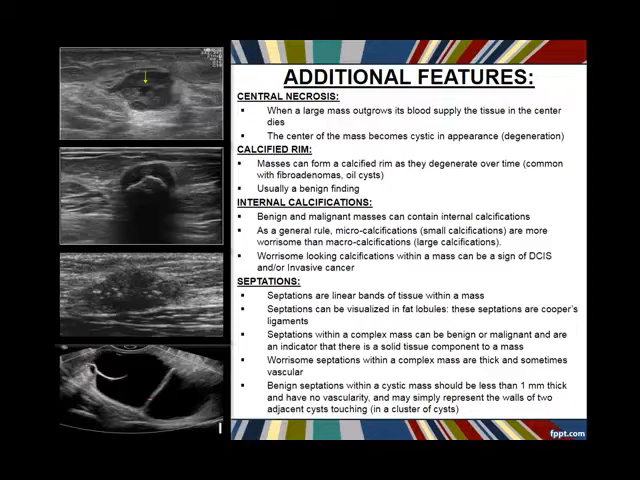 ADDITIONAL FEATURES:
CENTRAL NECROSIS:
▪ When a large mass outgrows its blood supply the tissue in the center
dies
▪ The center of the mass becomes cystic in appearance (degeneration)
CALCIFIED RIM:
▪ Masses can form a calcified rim as they degenerate over time (common
with fibroadenomas, oil cysts)
▪ Usually a benign finding
INTERNAL CALCIFICATIONS:
▪ Benign and malignant masses can contain internal calcifications
▪ As a general rule, micro-calcifications (small calcifications) are more
worrisome than macro-calcifications (large calcifications).
▪ Worrisome looking calcifications within a mass can be a sign of DCIS
and/or Invasive cancer
SEPTATIONS:
▪ Septations are linear bands of tissue within a mass
▪ Septations can be visualized in fat lobules: these septations are cooper's
ligaments
▪ Septations within a complex mass can be benign or malignant and are
an indicator that there is a solid tissue component to a mass
▪ Worrisome septations within a complex mass are thick and sometimes
vascular
▪ Benign septations within a cystic mass should be less than 1 mm thick
and have no vascularity, and may simply represent the walls of two
adjacent cysts touching (in a cluster of cysts)
fppt.com